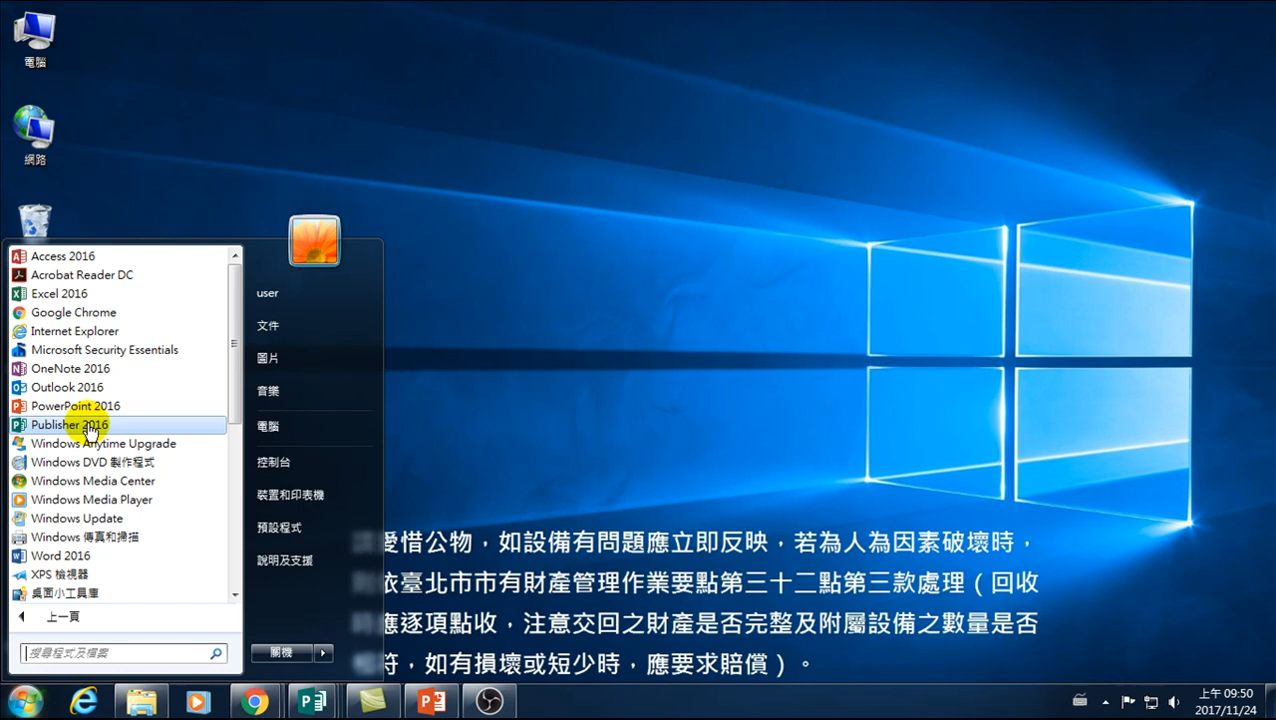 電腦
網路
Access 2016
Acrobat Reader DC
Excel 2016
Google Chrome
Internet Explorer
Microsoft Security Essentials
OneNote 2016
Outlook 2016
PowerPoint 2016
Publisher 2016
Windows Anytime Upgrade
Windows DVD 製作程式
Windows Media Center
Windows Media Player
Windows Update
Windows 傳真和掃描
Word 2016
XPS 檢視器
桌面小工具庫
上一頁
搜尋程式及檔案
user
文件
圖片
音樂
電腦
控制台
裝置和印表機
預設程式
說明及支援
關機
愛惜公物，如設備有問題應立即反映，若為人為因素破壞時，
依臺北市市有財產管理作業要點第三十二點第三款處理（回收
應逐項點收，注意交回之財產是否完整及附屬設備之數量是否
符，如有損壞或短少時，應要求賠償）。
上午 09:50
2017/11/24